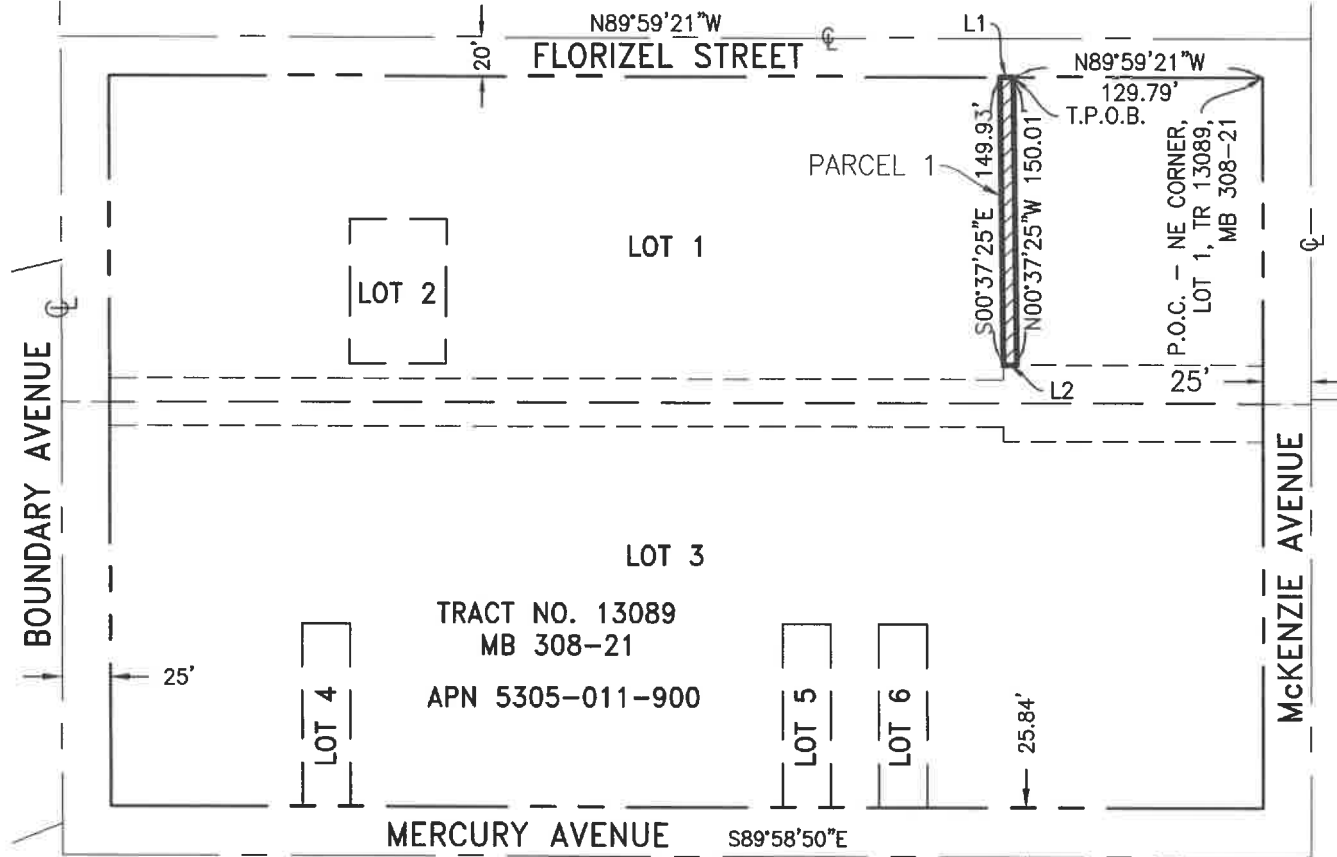 N89°59'21"W
℄
20'
FLORIZEL STREET
L1
N89°59'21"W
129.79'
T.P.O.B.
PARCEL 1
S00°37'25"E 149.93'
N00°37'25"W 150.01'
P.O.C. – NE CORNER,
LOT 1, TR 13089,
MB 308-21
℄
LOT 1
LOT 2
℄
BOUNDARY AVENUE
L2
25'
McKENZIE AVENUE
LOT 3
TRACT NO. 13089
MB 308-21
APN 5305-011-900
25'
LOT 4
LOT 5
LOT 6
25.84'
MERCURY AVENUE
S89°58'50"E